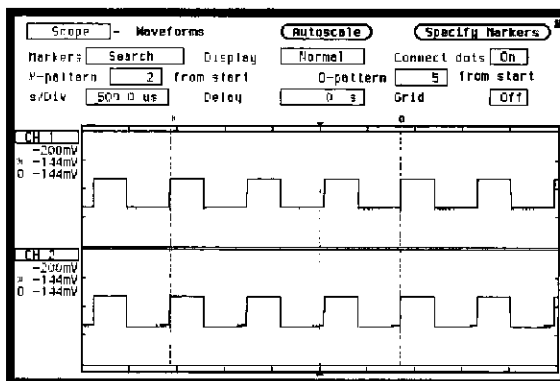 Scope - Waveforms Autoscale Specify Markers
Markers Search Display Normal Connect dots On
X-pattern 2 from start O-pattern 5 from start
s/Div 500.0 us Delay 0 s Grid Off
X O
CH 1
-200mV
X -144mV
O -144mV
CH 2
-200mV
X -144mV
O -144mV